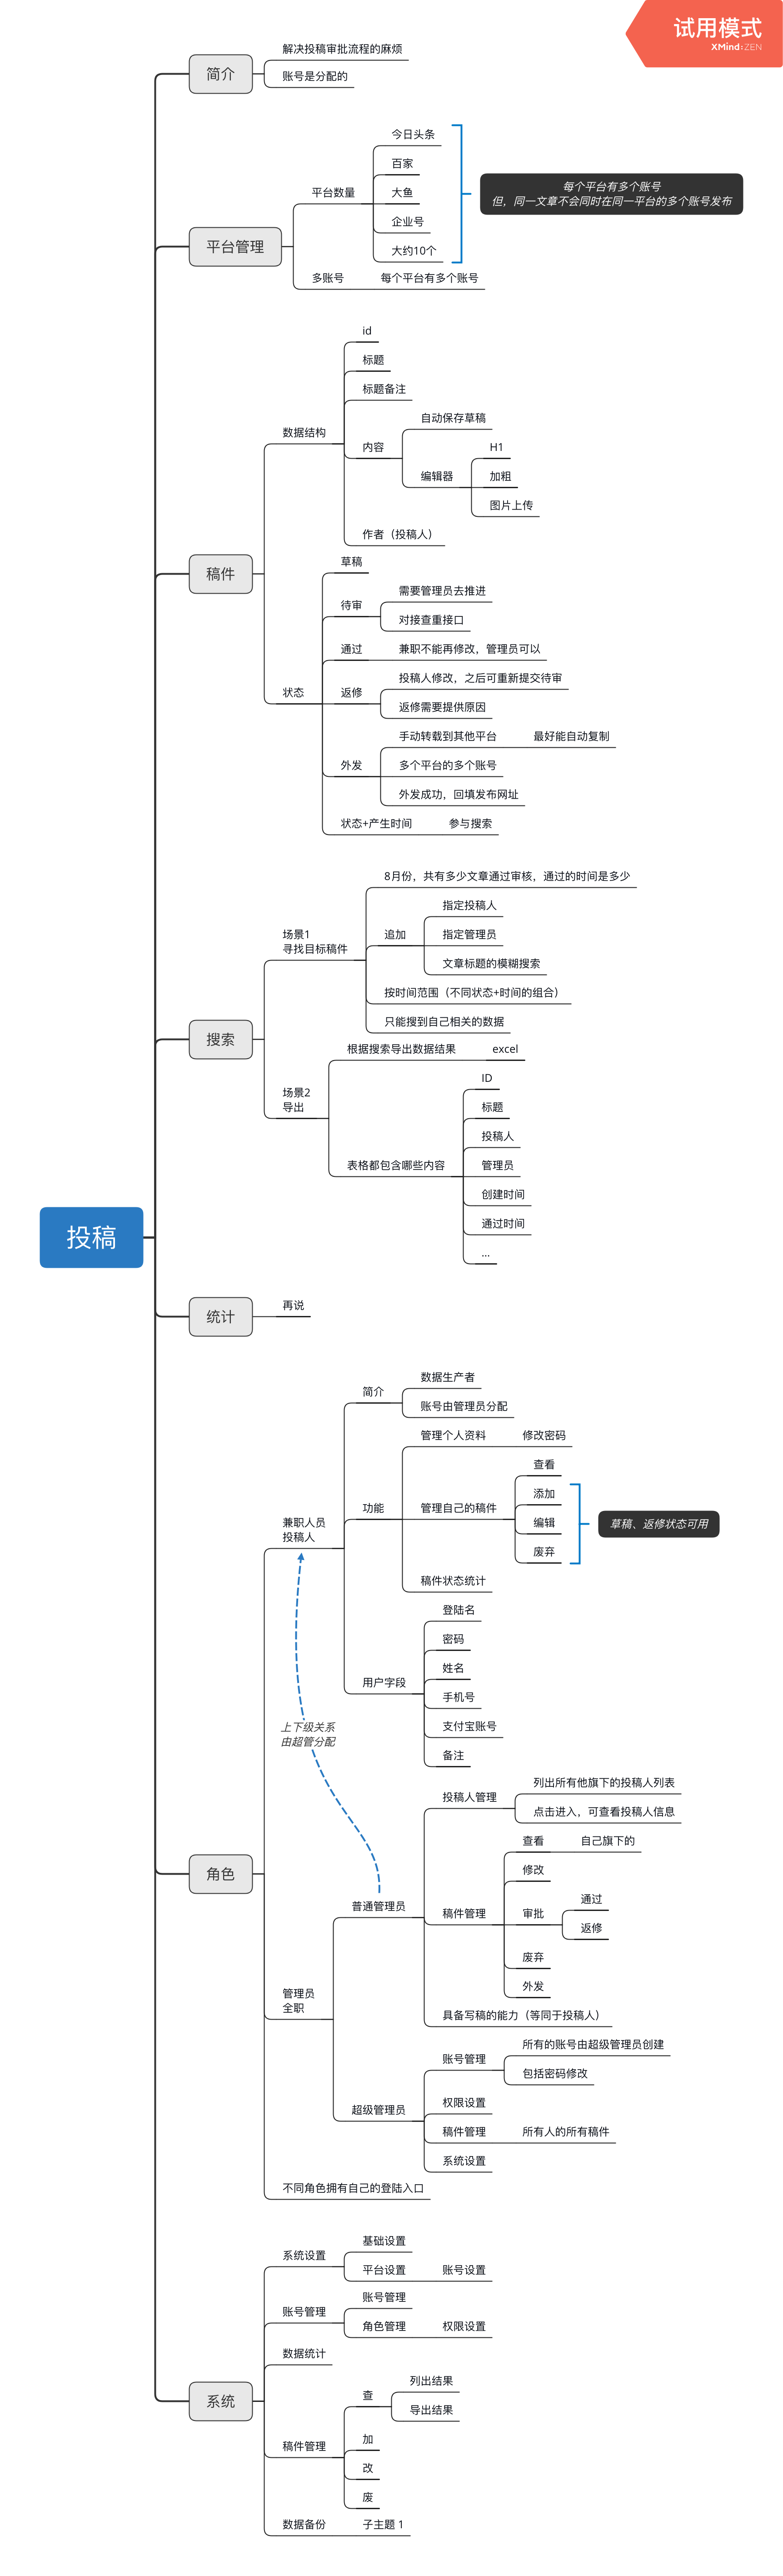 试用模式
XMind:ZEN
投稿
简介
解决投稿审批流程的麻烦
账号是分配的
平台管理
平台数量
今日头条
百家
大鱼
企业号
大约10个
每个平台有多个账号
但，同一文章不会同时在同一平台的多个账号发布
多账号
每个平台有多个账号
稿件
数据结构
id
标题
标题备注
内容
自动保存草稿
编辑器
H1
加粗
图片上传
作者（投稿人）
状态
草稿
待审
需要管理员去推进
对接查重接口
通过
兼职不能再修改，管理员可以
返修
投稿人修改，之后可重新提交待审
返修需要提供原因
外发
手动转载到其他平台
最好能自动复制
多个平台的多个账号
外发成功，回填发布网址
状态+产生时间
参与搜索
搜索
场景1
寻找目标稿件
8月份，共有多少文章通过审核，通过的时间是多少
追加
指定投稿人
指定管理员
文章标题的模糊搜索
按时间范围（不同状态+时间的组合）
只能搜到自己相关的数据
场景2
导出
根据搜索导出数据结果
excel
表格都包含哪些内容
ID
标题
投稿人
管理员
创建时间
通过时间
...
统计
再说
角色
兼职人员
投稿人
简介
数据生产者
账号由管理员分配
功能
管理个人资料
修改密码
管理自己的稿件
查看
添加
编辑
废弃
草稿、返修状态可用
稿件状态统计
用户字段
登陆名
密码
姓名
手机号
支付宝账号
备注
上下级关系
由超管分配
管理员
全职
普通管理员
投稿人管理
列出所有他旗下的投稿人列表
点击进入，可查看投稿人信息
稿件管理
查看
自己旗下的
修改
审批
通过
返修
废弃
外发
具备写稿的能力（等同于投稿人）
超级管理员
账号管理
所有的账号由超级管理员创建
包括密码修改
权限设置
稿件管理
所有人的所有稿件
系统设置
不同角色拥有自己的登陆入口
系统
系统设置
基础设置
平台设置
账号设置
账号管理
账号管理
角色管理
权限设置
数据统计
稿件管理
查
列出结果
导出结果
加
改
废
数据备份
子主题 1